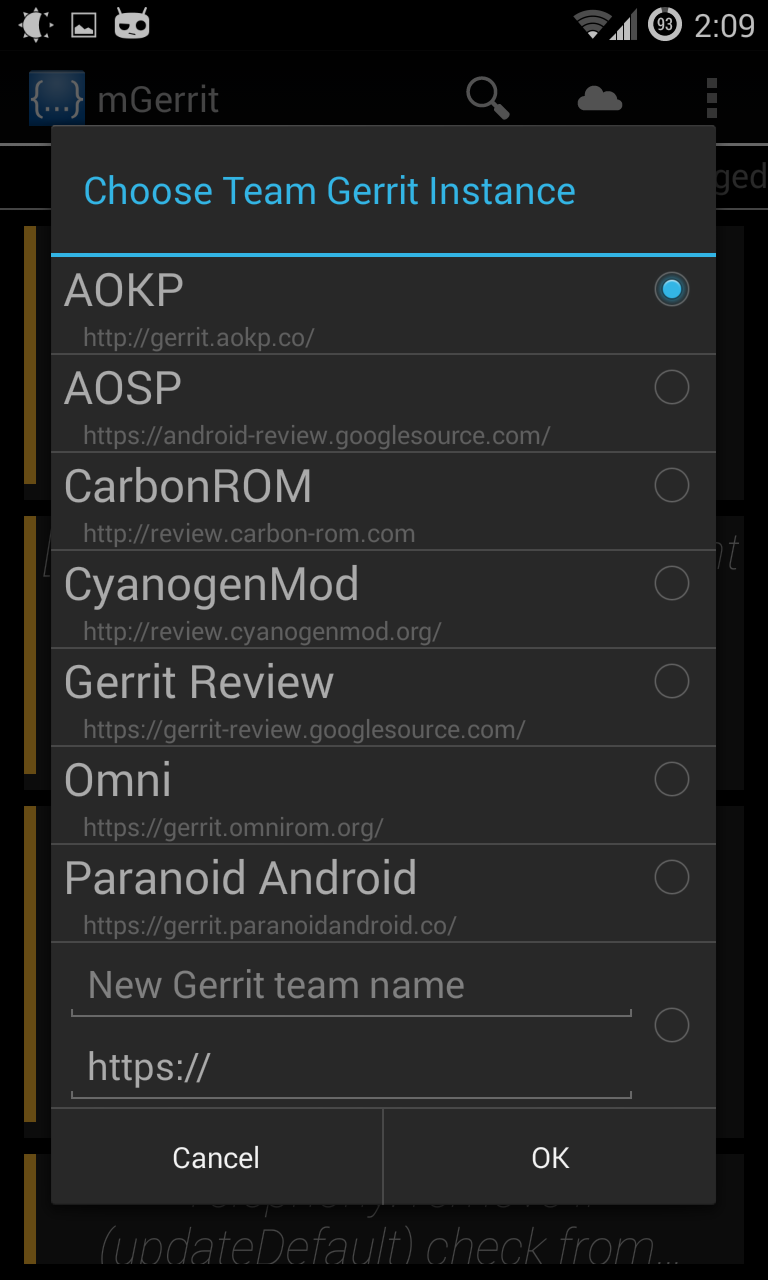 93 2:09
{...} mGerrit
ged
Choose Team Gerrit Instance
AOKP
http://gerrit.aokp.co/
AOSP
https://android-review.googlesource.com/
CarbonROM
http://review.carbon-rom.com
CyanogenMod
http://review.cyanogenmod.org/
Gerrit Review
https://gerrit-review.googlesource.com/
Omni
https://gerrit.omnirom.org/
Paranoid Android
https://gerrit.paranoidandroid.co/
New Gerrit team name
https://
Cancel OK
(updateDefault) check from...